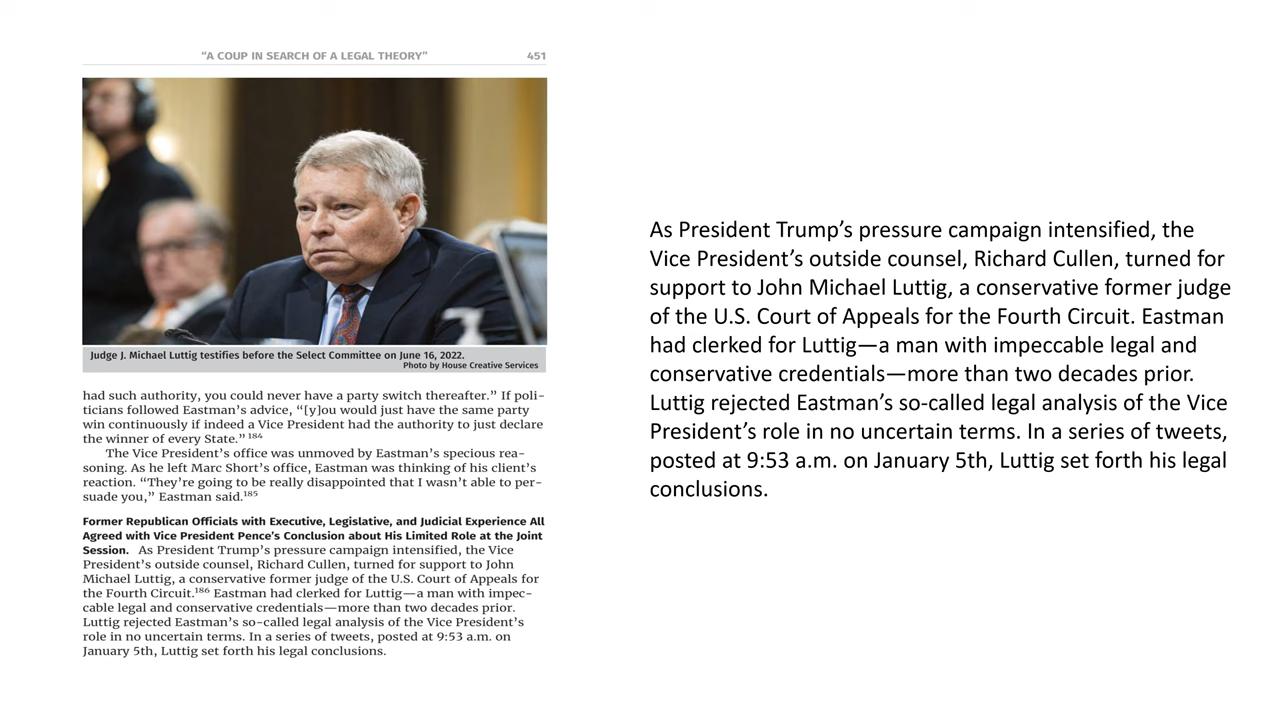 “A COUP IN SEARCH OF A LEGAL THEORY” 451
Judge J. Michael Luttig testifies before the Select Committee on June 16, 2022.
Photo by House Creative Services
had such authority, you could never have a party switch thereafter.” If poli-
ticians followed Eastman’s advice, “[y]ou would just have the same party
win continuously if indeed a Vice President had the authority to just declare
the winner of every State.” 184
The Vice President’s office was unmoved by Eastman’s specious rea-
soning. As he left Marc Short’s office, Eastman was thinking of his client’s
reaction. “They’re going to be really disappointed that I wasn’t able to per-
suade you,” Eastman said.185
Former Republican Officials with Executive, Legislative, and Judicial Experience All
Agreed with Vice President Pence’s Conclusion about His Limited Role at the Joint
Session. As President Trump’s pressure campaign intensified, the Vice
President’s outside counsel, Richard Cullen, turned for support to John
Michael Luttig, a conservative former judge of the U.S. Court of Appeals for
the Fourth Circuit.186 Eastman had clerked for Luttig—a man with impec-
cable legal and conservative credentials—more than two decades prior.
Luttig rejected Eastman’s so-called legal analysis of the Vice President’s
role in no uncertain terms. In a series of tweets, posted at 9:53 a.m. on
January 5th, Luttig set forth his legal conclusions.
As President Trump’s pressure campaign intensified, the
Vice President’s outside counsel, Richard Cullen, turned for
support to John Michael Luttig, a conservative former judge
of the U.S. Court of Appeals for the Fourth Circuit. Eastman
had clerked for Luttig—a man with impeccable legal and
conservative credentials—more than two decades prior.
Luttig rejected Eastman’s so-called legal analysis of the Vice
President’s role in no uncertain terms. In a series of tweets,
posted at 9:53 a.m. on January 5th, Luttig set forth his legal
conclusions.